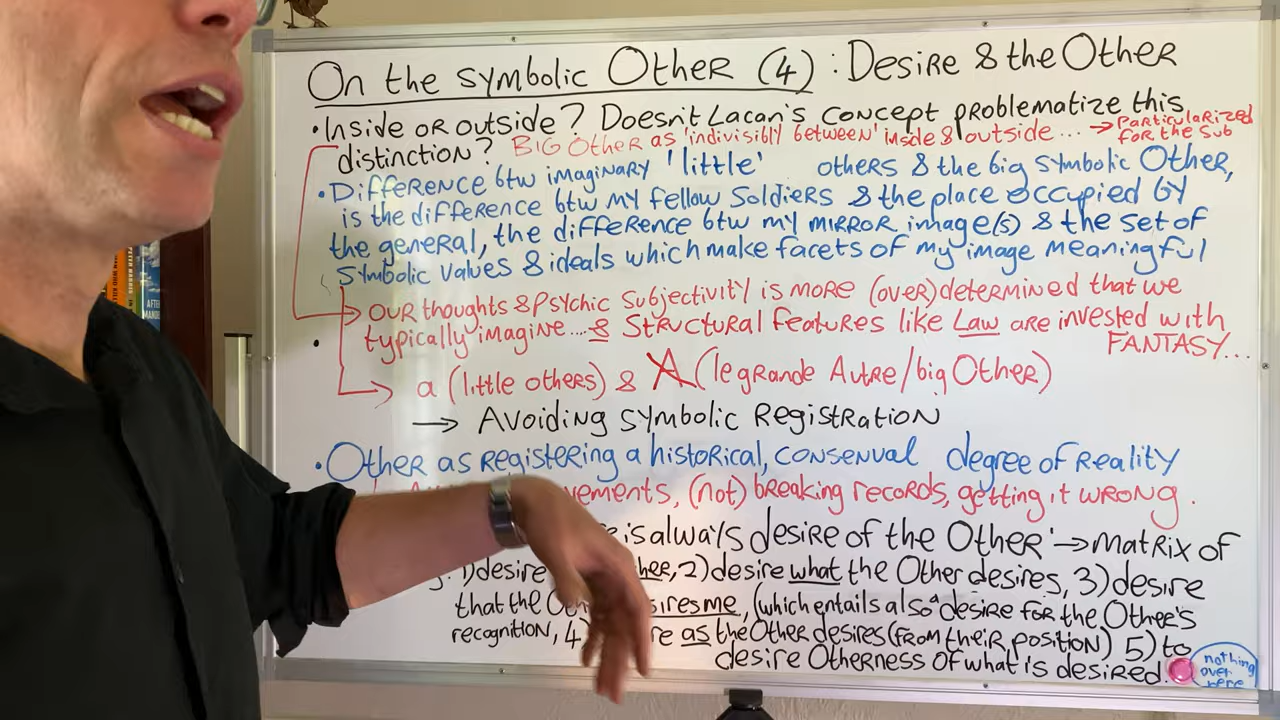 On the Symbolic Other (4) : Desire & the Other
• Inside or outside? Doesn't Lacan's concept problematize this
distinction? BIG Other as 'indivisibly between' inside & outside ... → Particularized
for the sub
• Difference btw imaginary 'little' others & the big symbolic Other,
is the difference btw my fellow soldiers & the place occupied by
the general, the difference btw my mirror image(s) & the set of
symbolic values & ideals which make facets of my image meaningful
→ our thoughts & psychic subjectivity is more (over)determined that we
• typically imagine ... & structural features like Law are invested with
FANTASY...
→ a (little others) & A (le grande Autre/big Other)
→ Avoiding symbolic Registration
• Other as registering a historical, consenual degree of reality
vements, (not) breaking records, getting it wrong.
is always desire of the Other' → matrix of
1) desire her, 2) desire what the Other desires, 3) desire
that the Ot siresme, (which entails also a desire for the Other's
recognition, 4 re as the Other desires (from their position) 5) to
desire Otherness of what is desired.
nothing
over
here
AFTER